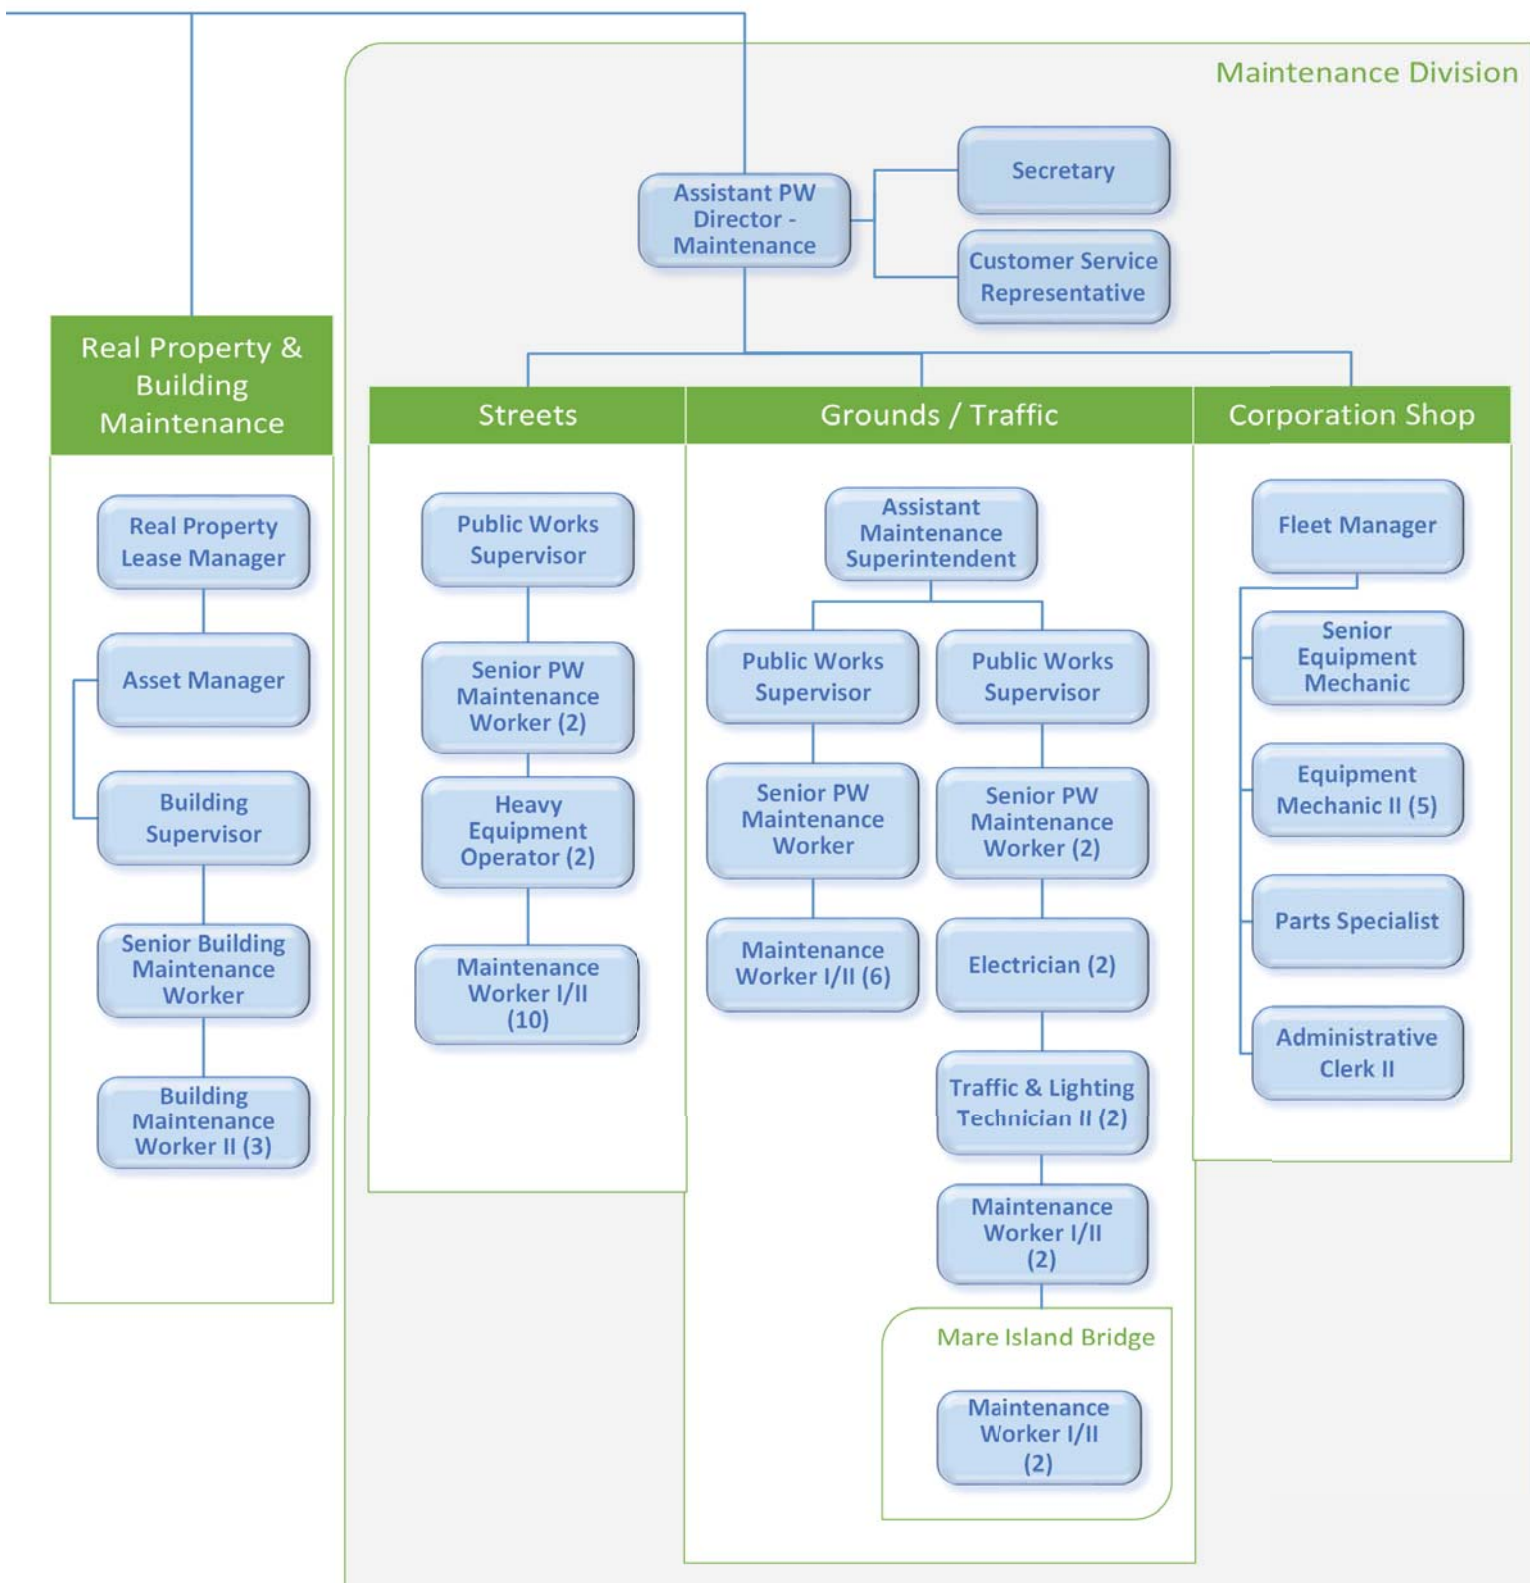 Maintenance Division
Assistant PW
Director -
Maintenance
Secretary
Customer Service
Representative
Real Property &
Building
Maintenance
Real Property
Lease Manager
Asset Manager
Building
Supervisor
Senior Building
Maintenance
Worker
Building
Maintenance
Worker II (3)
Streets
Public Works
Supervisor
Senior PW
Maintenance
Worker (2)
Heavy
Equipment
Operator (2)
Maintenance
Worker I/II
(10)
Grounds / Traffic
Assistant
Maintenance
Superintendent
Public Works
Supervisor
Senior PW
Maintenance
Worker
Maintenance
Worker I/II (6)
Public Works
Supervisor
Senior PW
Maintenance
Worker (2)
Electrician (2)
Traffic & Lighting
Technician II (2)
Maintenance
Worker I/II
(2)
Mare Island Bridge
Maintenance
Worker I/II
(2)
Corporation Shop
Fleet Manager
Senior
Equipment
Mechanic
Equipment
Mechanic II (5)
Parts Specialist
Administrative
Clerk II